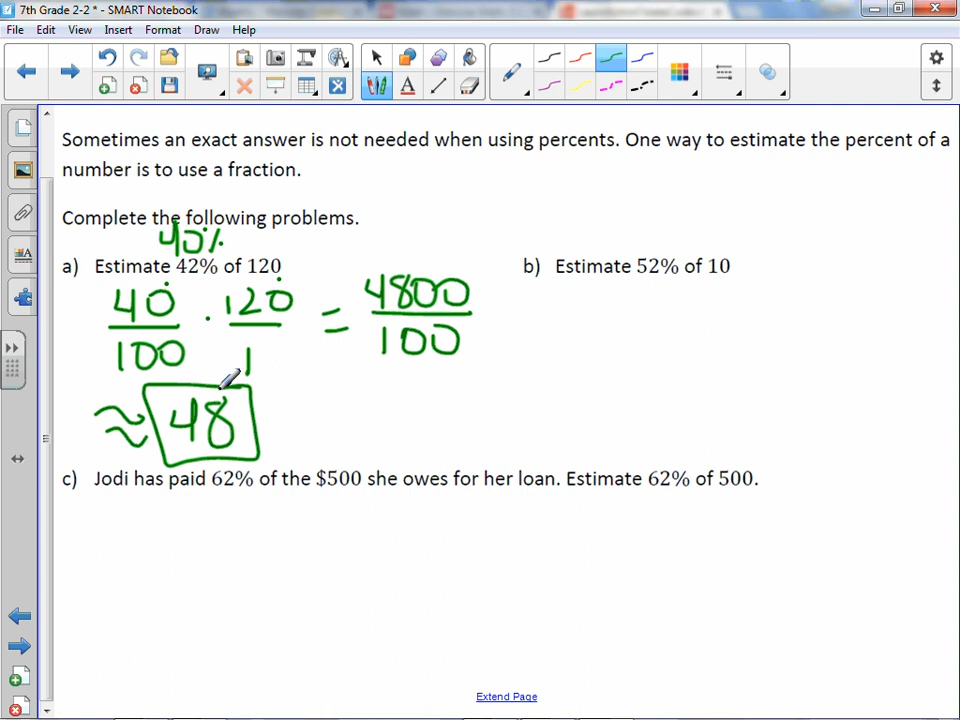 7th Grade 2-2 * - SMART Notebook
File Edit View Insert Format Draw Help
Sometimes an exact answer is not needed when using percents. One way to estimate the percent of a
number is to use a fraction.
Complete the following problems.
40%
a) Estimate 42% of 120
b) Estimate 52% of 10
40/100 · 120/1 = 4800/100
≈ 48
c) Jodi has paid 62% of the $500 she owes for her loan. Estimate 62% of 500.
Extend Page